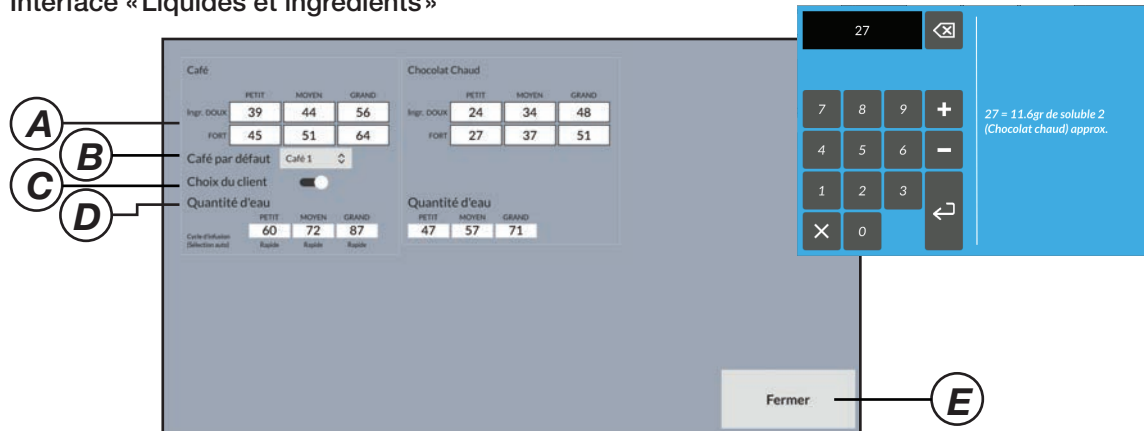 Interface «Liquides et ingrédients»
Café
PETIT MOYEN GRAND
Ingr. DOUX 39 44 56
FORT 45 51 64
Café par défaut Café 1
Choix du client
Quantité d'eau
PETIT MOYEN GRAND
Cycle d'infusion 60 72 87
(Sélection auto) Rapide Rapide Rapide
Chocolat Chaud
PETIT MOYEN GRAND
Ingr. DOUX 24 34 48
FORT 27 37 51
Quantité d'eau
PETIT MOYEN GRAND
47 57 71
Fermer
A
B
C
D
E
27
7 8 9 +
4 5 6 −
1 2 3
0
27 = 11.6gr de soluble 2
(Chocolat chaud) approx.